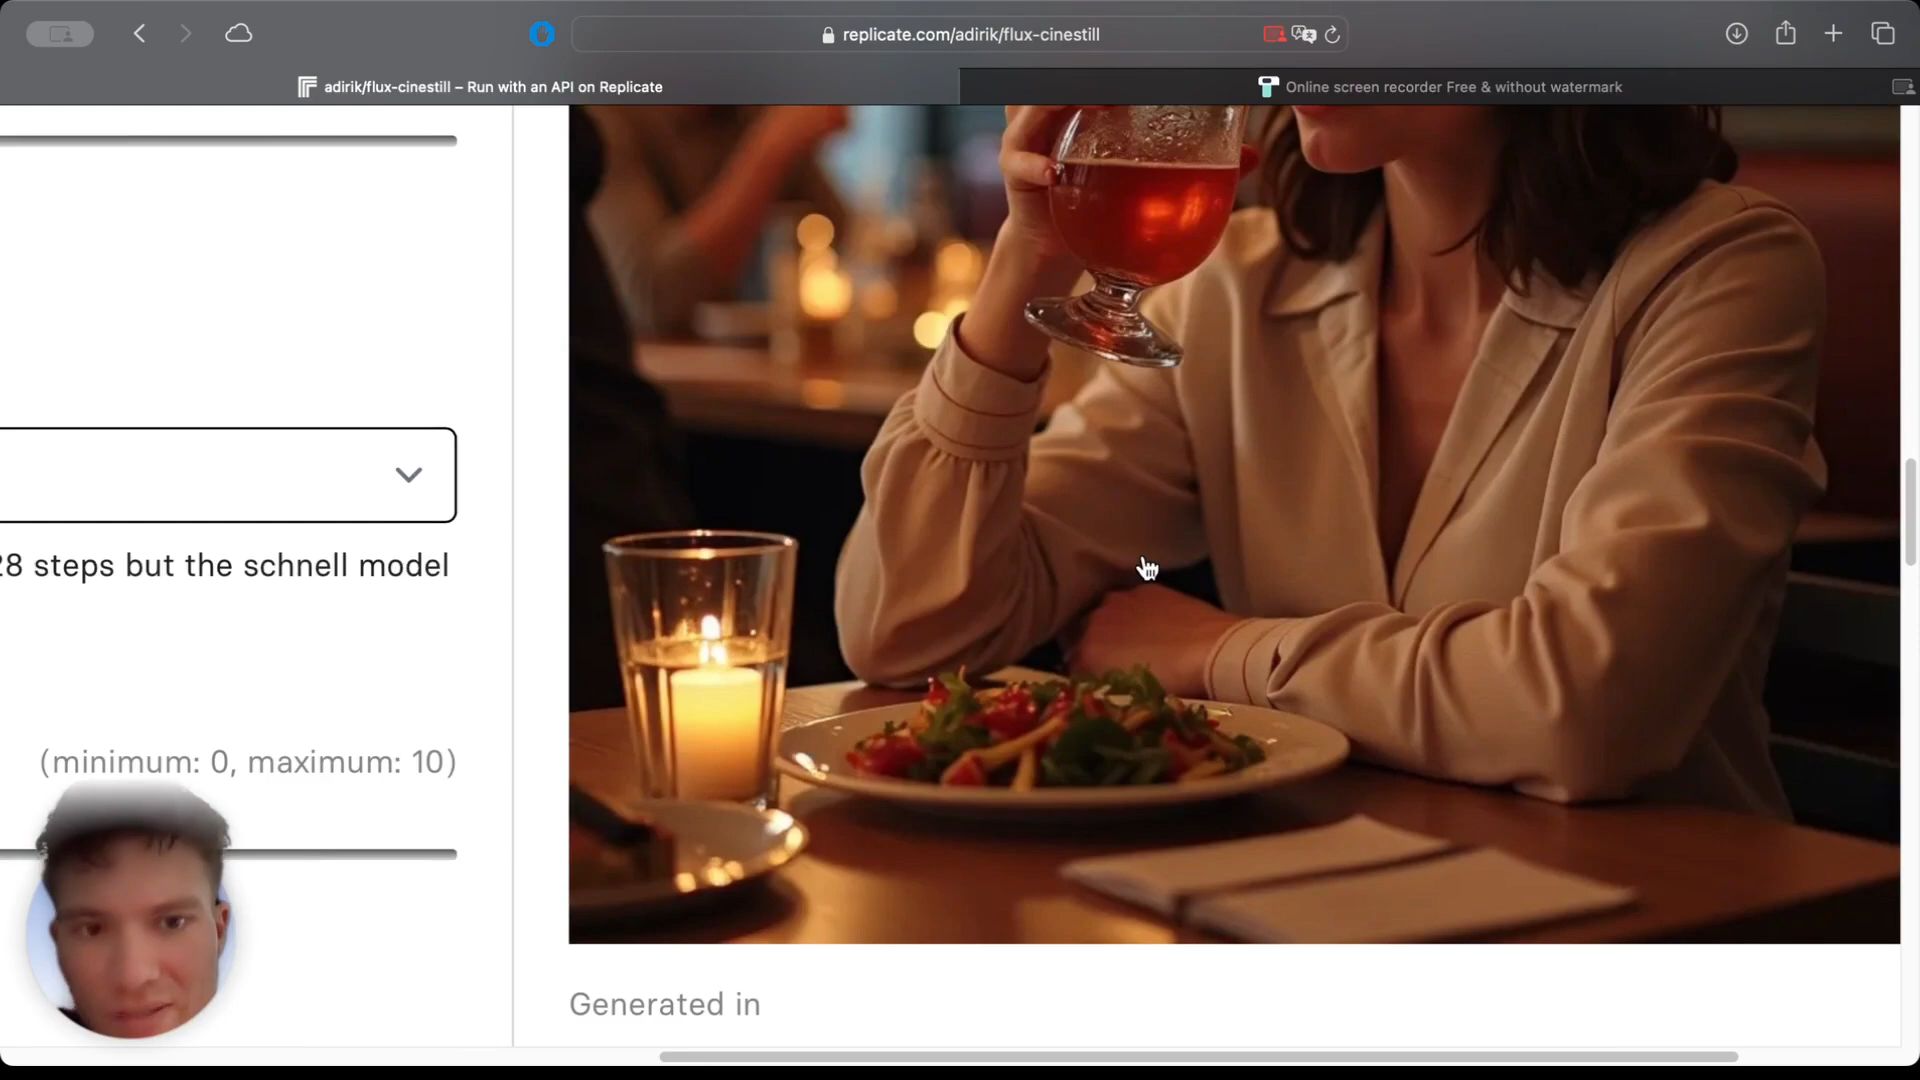 replicate.com/adirik/flux-cinestill
adirik/flux-cinestill – Run with an API on Replicate
Online screen recorder Free & without watermark
28 steps but the schnell model
(minimum: 0, maximum: 10)
Generated in